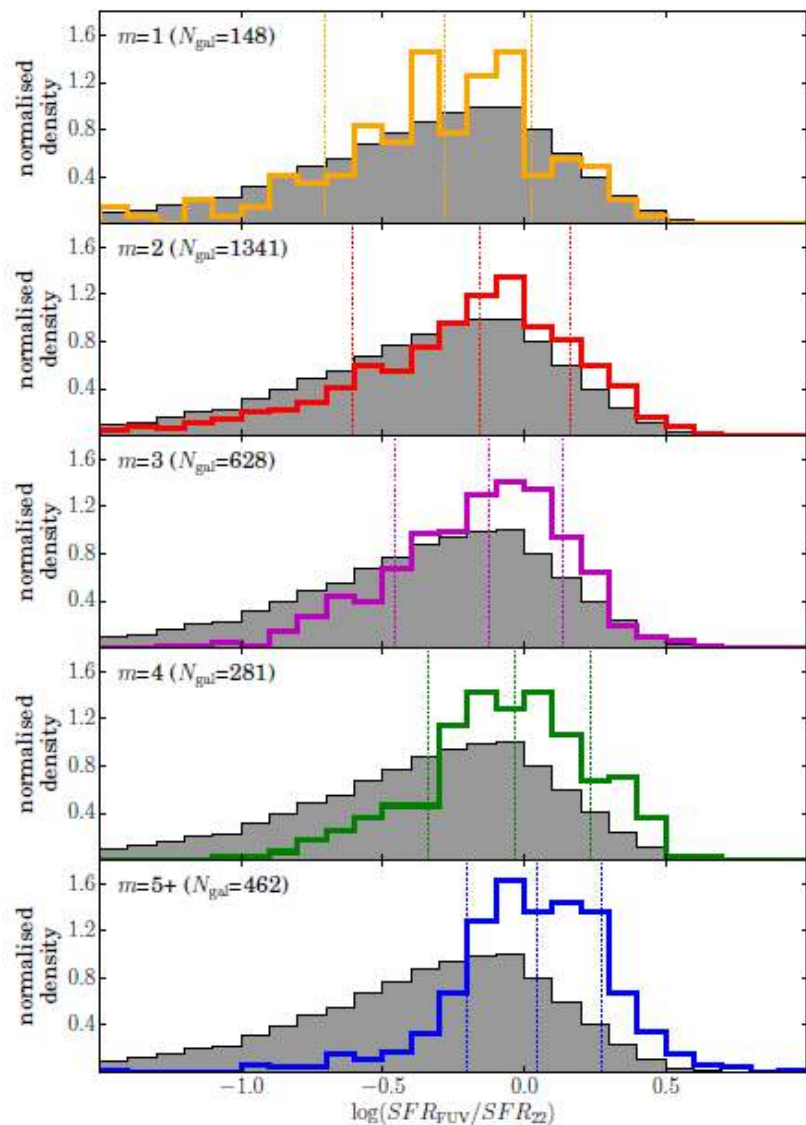 m=1 (N_gal=148)
1.6
1.2
0.8
0.4
normalised
density
m=2 (N_gal=1341)
1.6
1.2
0.8
0.4
normalised
density
m=3 (N_gal=628)
1.6
1.2
0.8
0.4
normalised
density
m=4 (N_gal=281)
1.6
1.2
0.8
0.4
normalised
density
m=5+ (N_gal=462)
1.6
1.2
0.8
0.4
normalised
density
−1.0 −0.5 0.0 0.5
log(SFR_FUV/SFR_22)